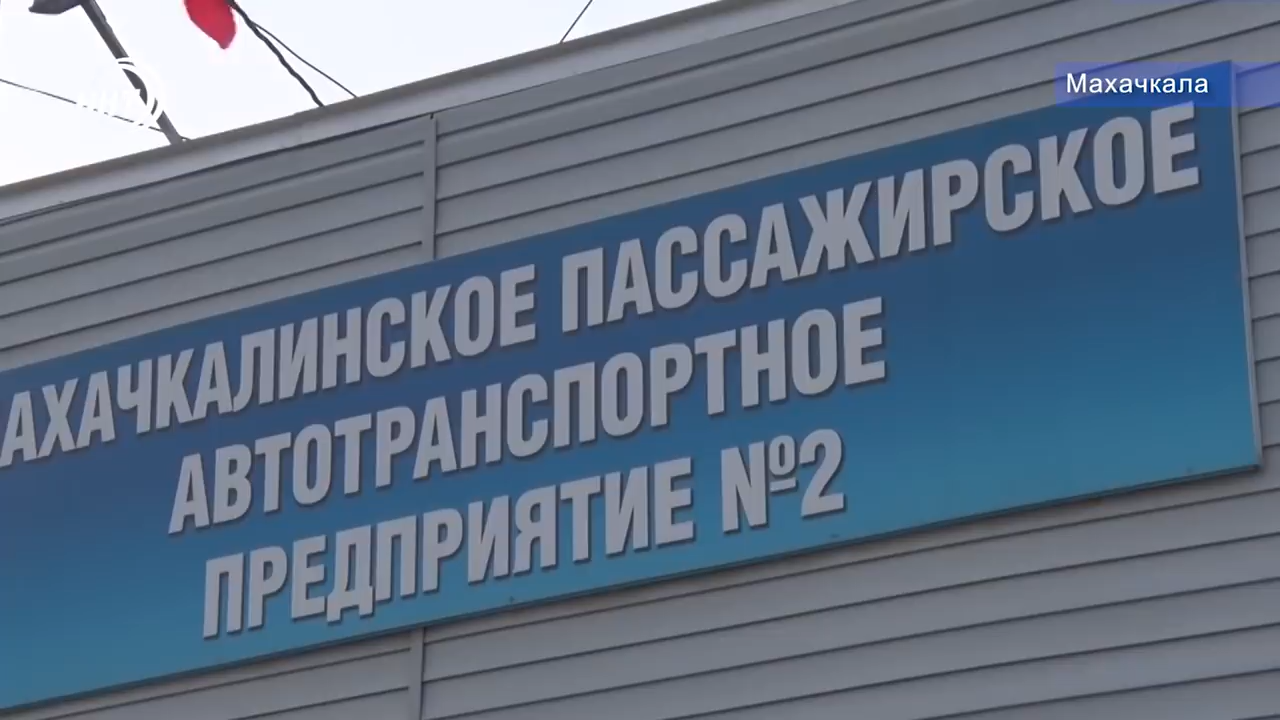 Махачкала
АХАЧКАЛИНСКОЕ ПАССАЖИРСКОЕ
АВТОТРАНСПОРТНОЕ
ПРЕДПРИЯТИЕ №2